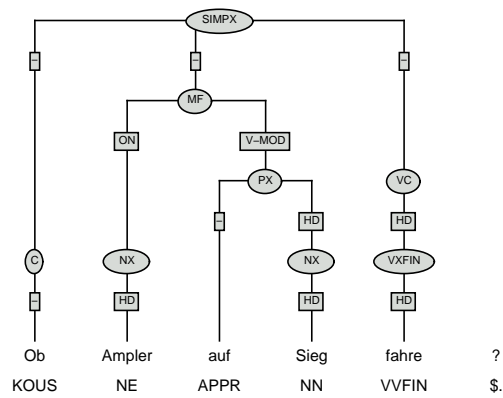 SIMPX
– – –
MF
ON V–MOD
PX VC
– HD HD
C NX NX VXFIN
– HD HD HD
Ob Ampler auf Sieg fahre ?
KOUS NE APPR NN VVFIN $.